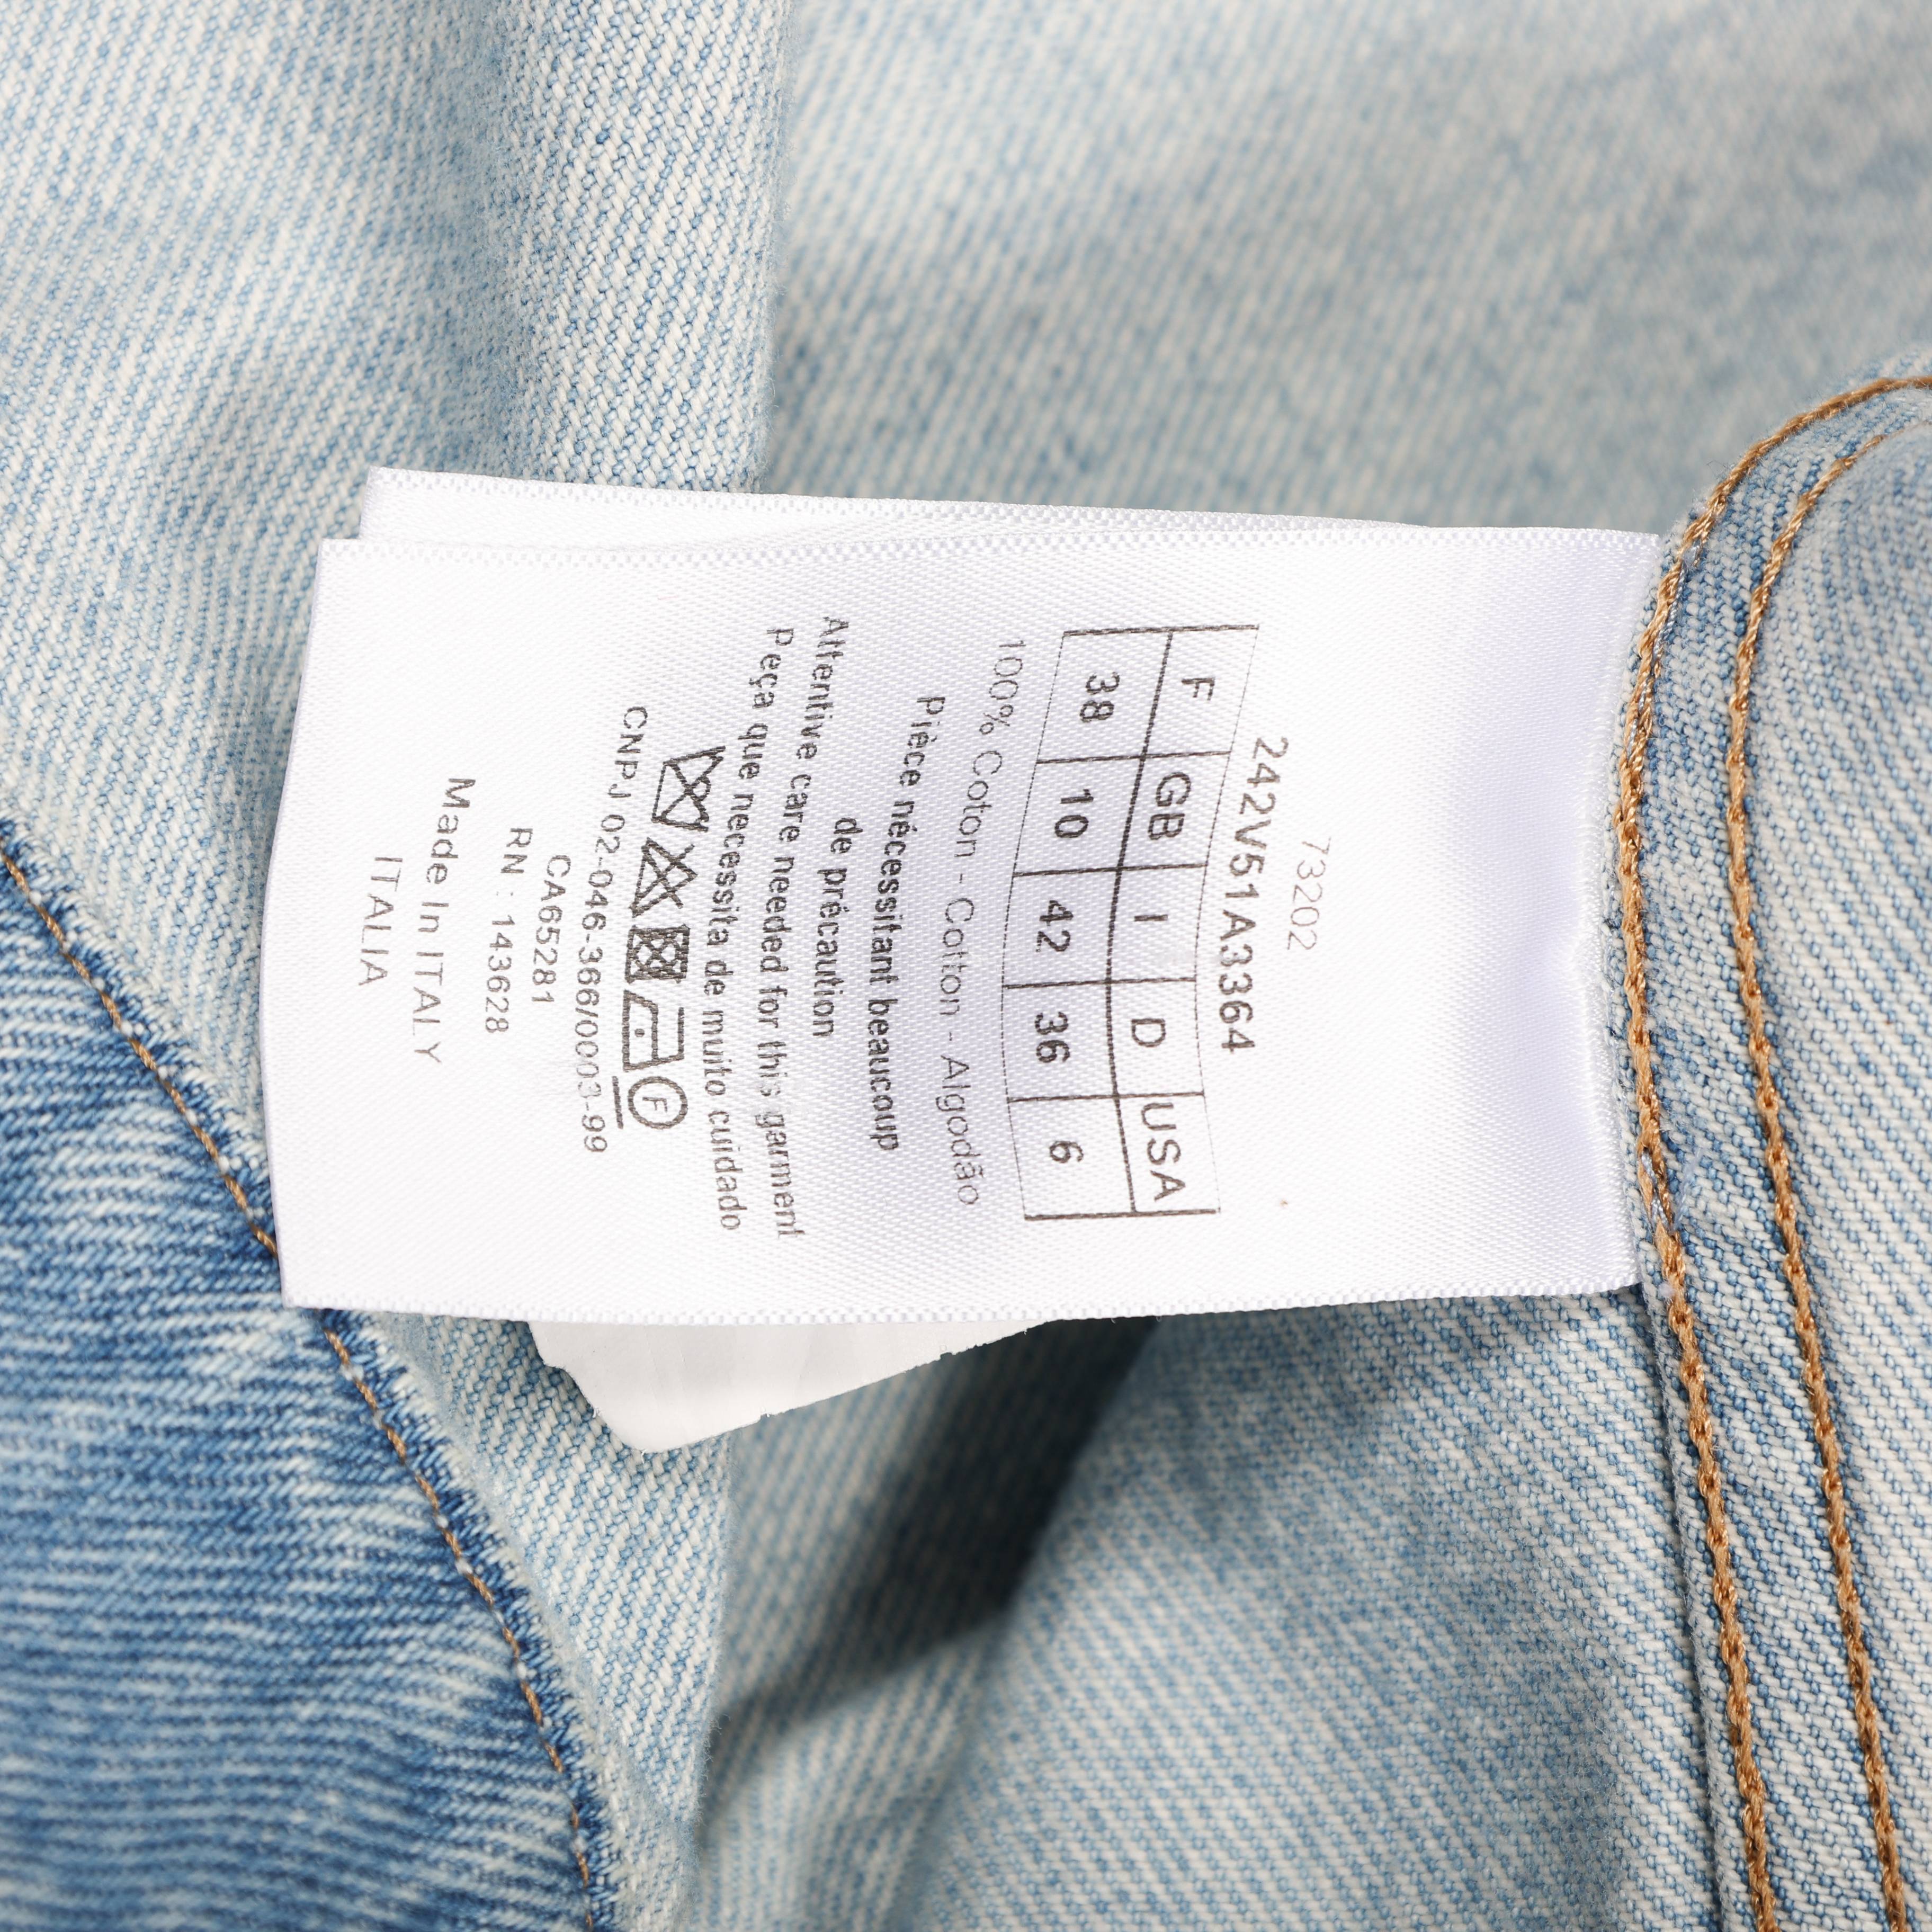 73202
242V51A3364
F GB I D USA
38 10 42 36 6
100% Coton - Cotton - Algodão
Pièce nécessitant beaucoup
de précaution
Attentive care needed for this garment
Peça que necessita de muito cuidado
F
CNPJ 02-046-366/0003-99
CA65281
RN : 143628
Made In ITALY
ITALIA